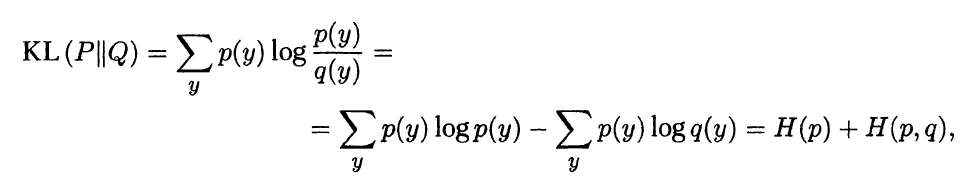 KL (P∥Q) = ∑_y p(y) log p(y)/q(y) =
= ∑_y p(y) log p(y) − ∑_y p(y) log q(y) = H(p) + H(p, q),